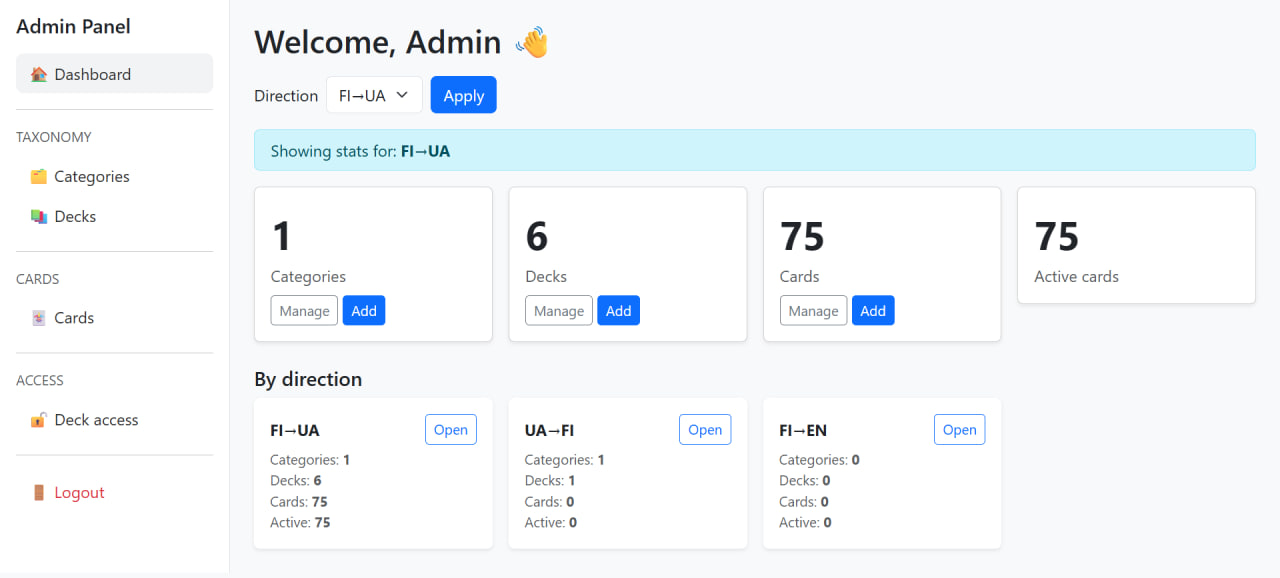 Admin Panel
Dashboard
TAXONOMY
Categories
Decks
CARDS
Cards
ACCESS
Deck access
Logout
Welcome, Admin
Direction FI→UA Apply
Showing stats for: FI→UA
1
Categories
Manage Add
6
Decks
Manage Add
75
Cards
Manage Add
75
Active cards
By direction
FI→UA Open
Categories: 1
Decks: 6
Cards: 75
Active: 75
UA→FI Open
Categories: 1
Decks: 1
Cards: 0
Active: 0
FI→EN Open
Categories: 0
Decks: 0
Cards: 0
Active: 0